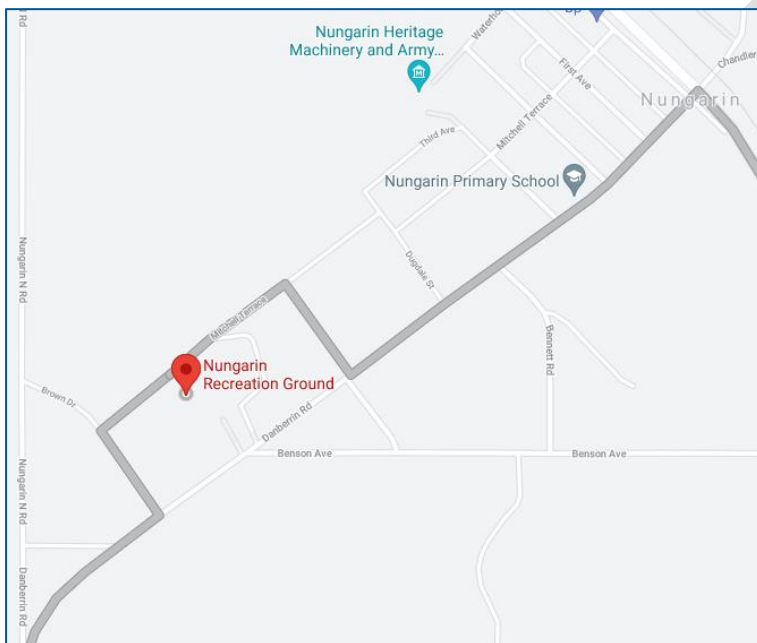 Nungarin Heritage
Machinery and Army...
Waterho
First Ave
Chandler
Nungarin
Mitchell Terrace
Third Ave
Nungarin Primary School
Dugdale St
Nungarin N Rd
Mitchell Terrace
Bennett Rd
Nungarin
Recreation Ground
Brown Dr
Danberrin Rd
Benson Ave
Benson Ave
Nungarin N Rd
Danberrin Rd